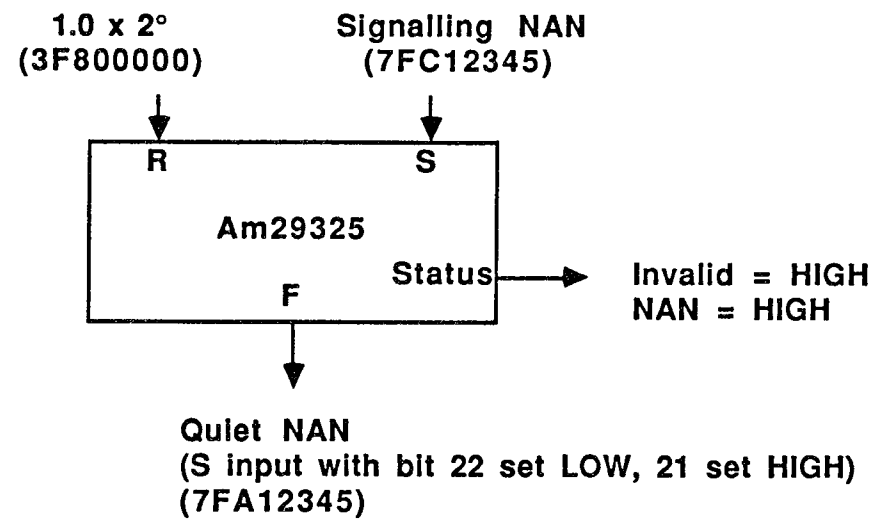 1.0 x 2° Signalling NAN
(3F800000) (7FC12345)
R S
Am29325
Status
F
Invalid = HIGH
NAN = HIGH
Quiet NAN
(S input with bit 22 set LOW, 21 set HIGH)
(7FA12345)